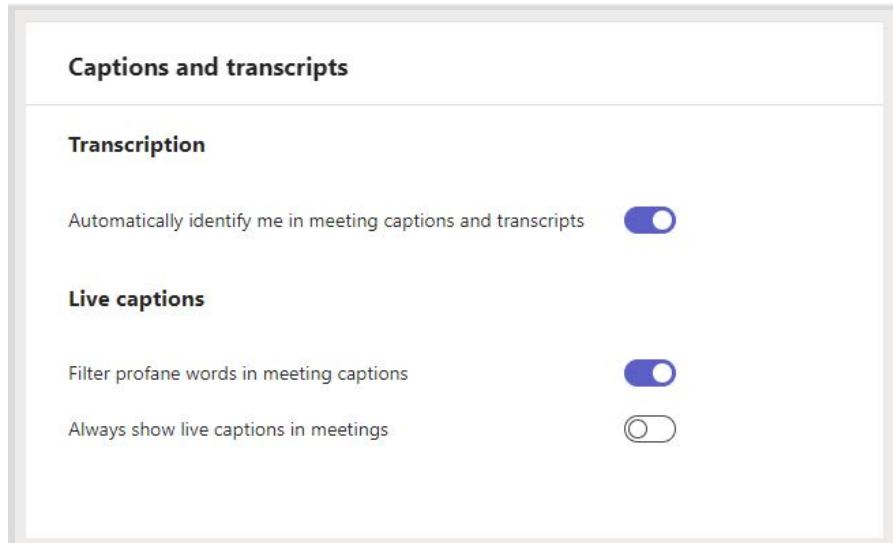 Captions and transcripts
Transcription
Automatically identify me in meeting captions and transcripts
Live captions
Filter profane words in meeting captions
Always show live captions in meetings